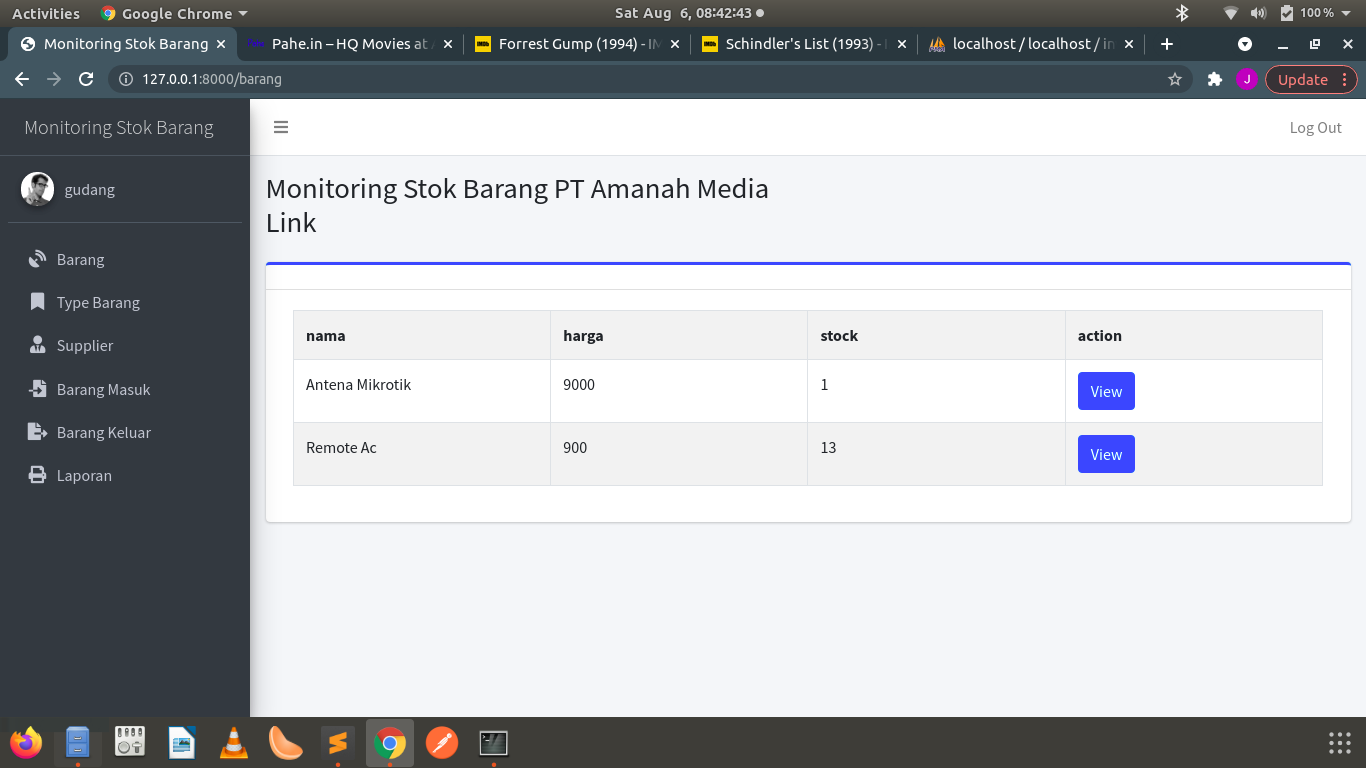 Activities Google Chrome Sat Aug 6, 08:42:43 100 %
Monitoring Stok Barang Pahe.in – HQ Movies at Forrest Gump (1994) - IM Schindler's List (1993) - localhost / localhost / in
127.0.0.1:8000/barang J Update
Monitoring Stok Barang Log Out
gudang
Monitoring Stok Barang PT Amanah Media
Link
Barang
Type Barang
Supplier
Barang Masuk
Barang Keluar
Laporan
nama harga stock action
Antena Mikrotik 9000 1 View
Remote Ac 900 13 View